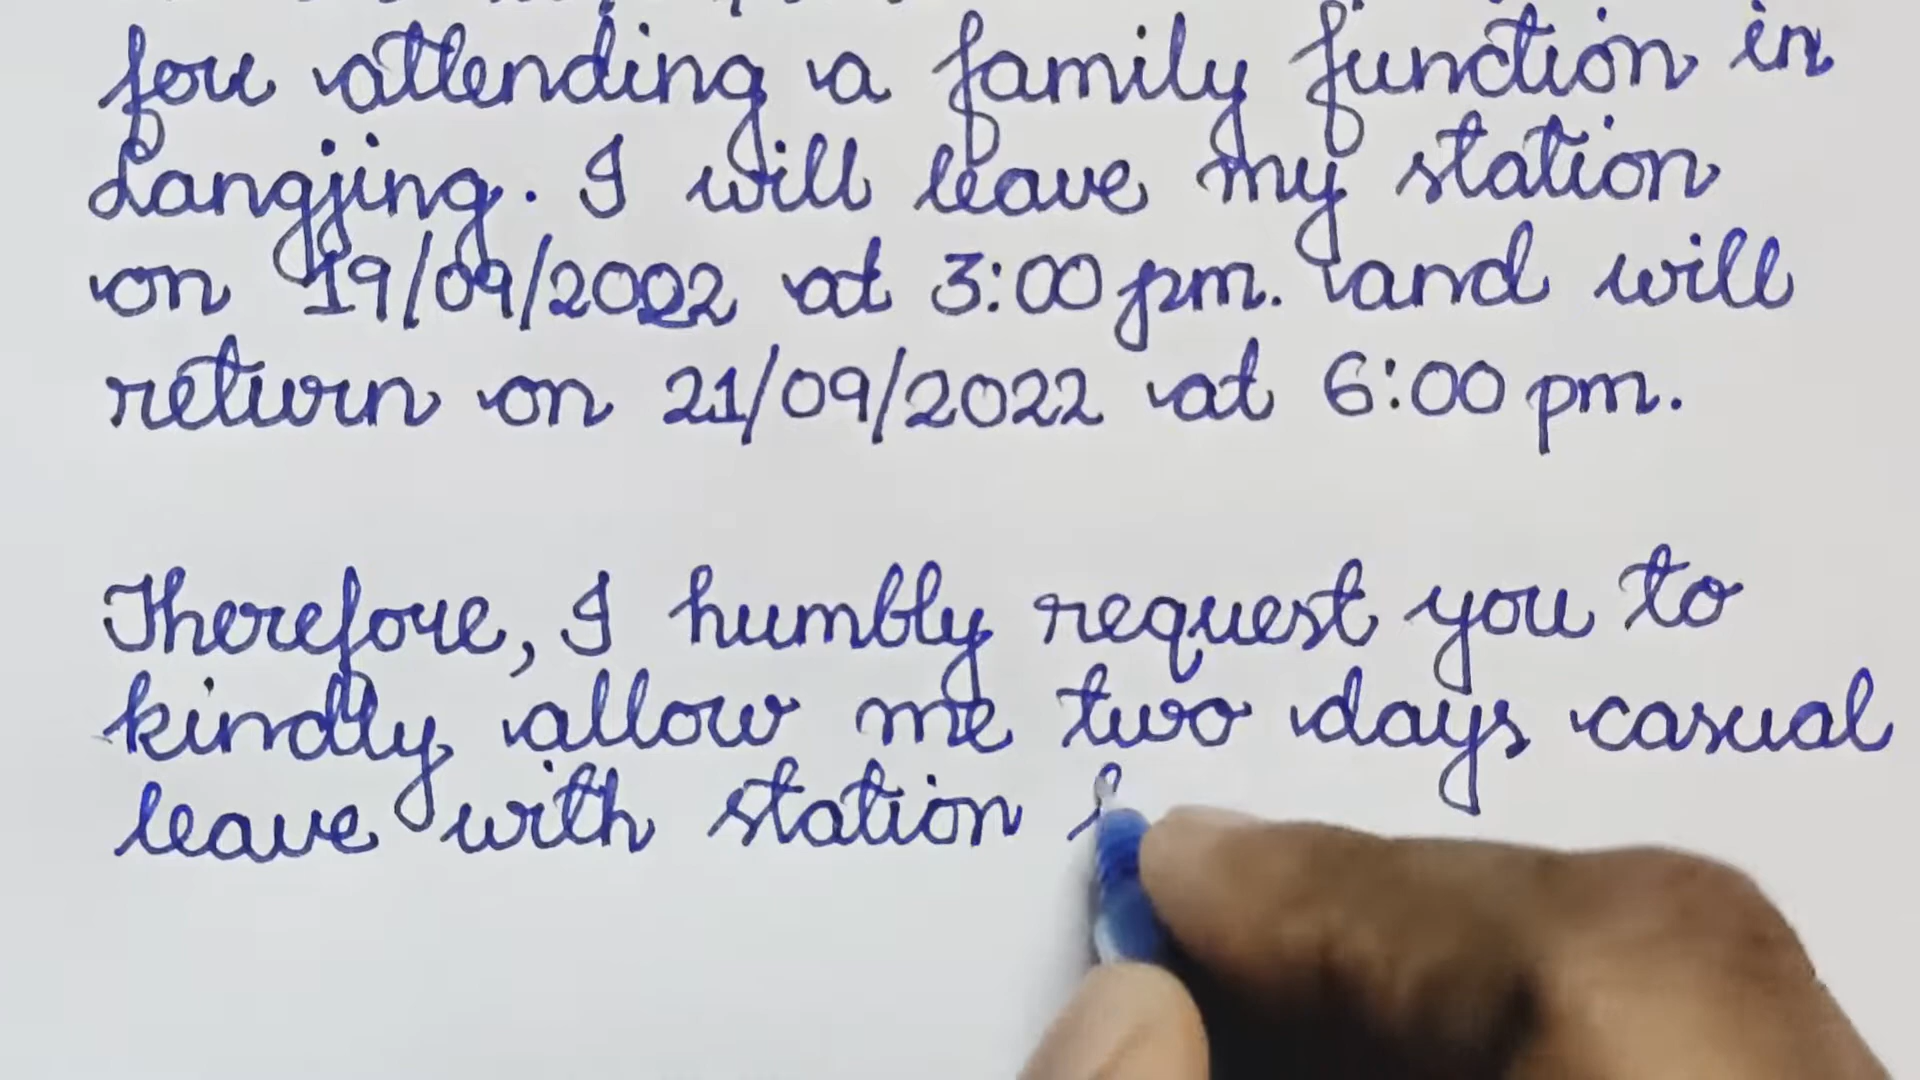 for attending a family function in
Langjing. I will leave my station
on 19/09/2022 at 3:00 pm. and will
return on 21/09/2022 at 6:00 pm.
Therefore, I humbly request you to
kindly allow me two days casual
leave with station